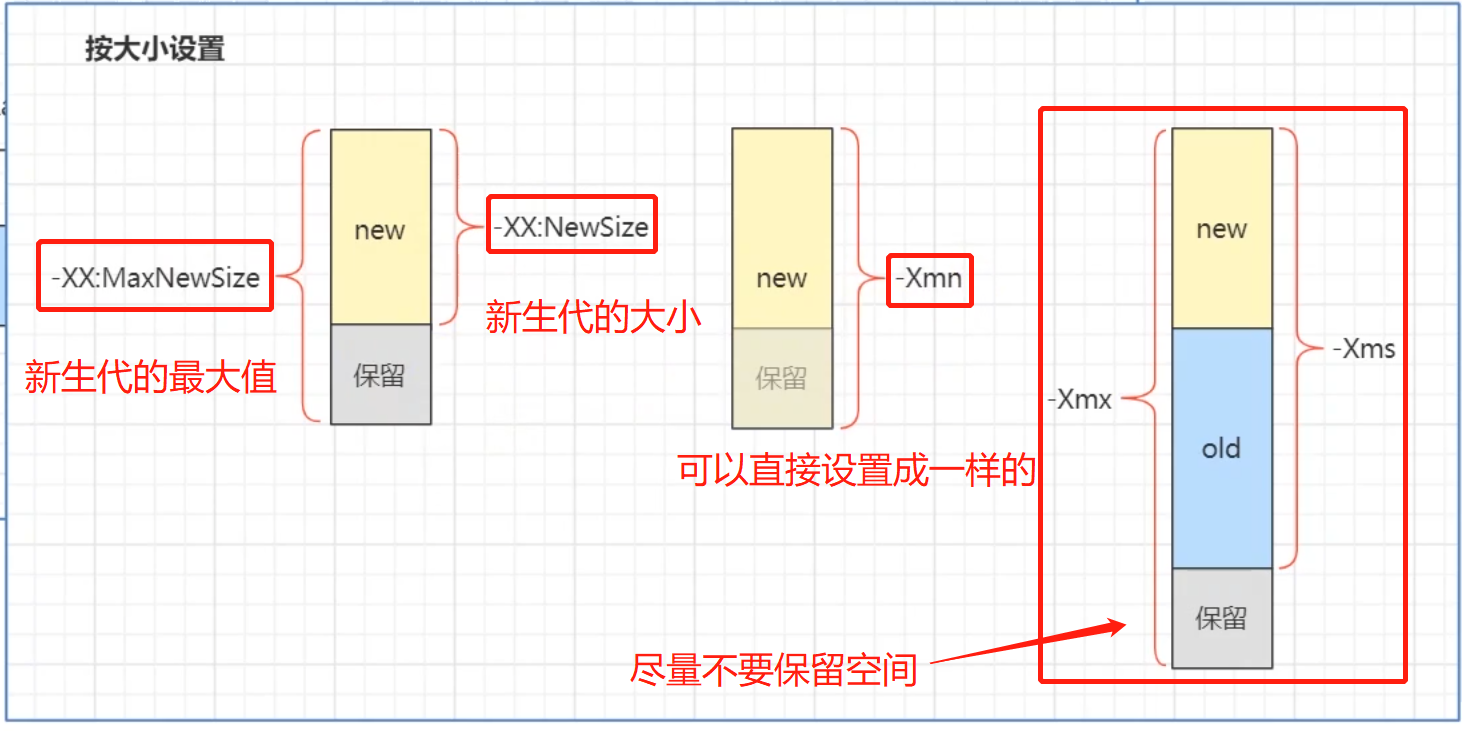 按大小设置
new
-XX:NewSize
-XX:MaxNewSize
新生代的大小
保留
新生代的最大值
new
-Xmn
保留
可以直接设置成一样的
new
-Xms
-Xmx
old
保留
尽量不要保留空间